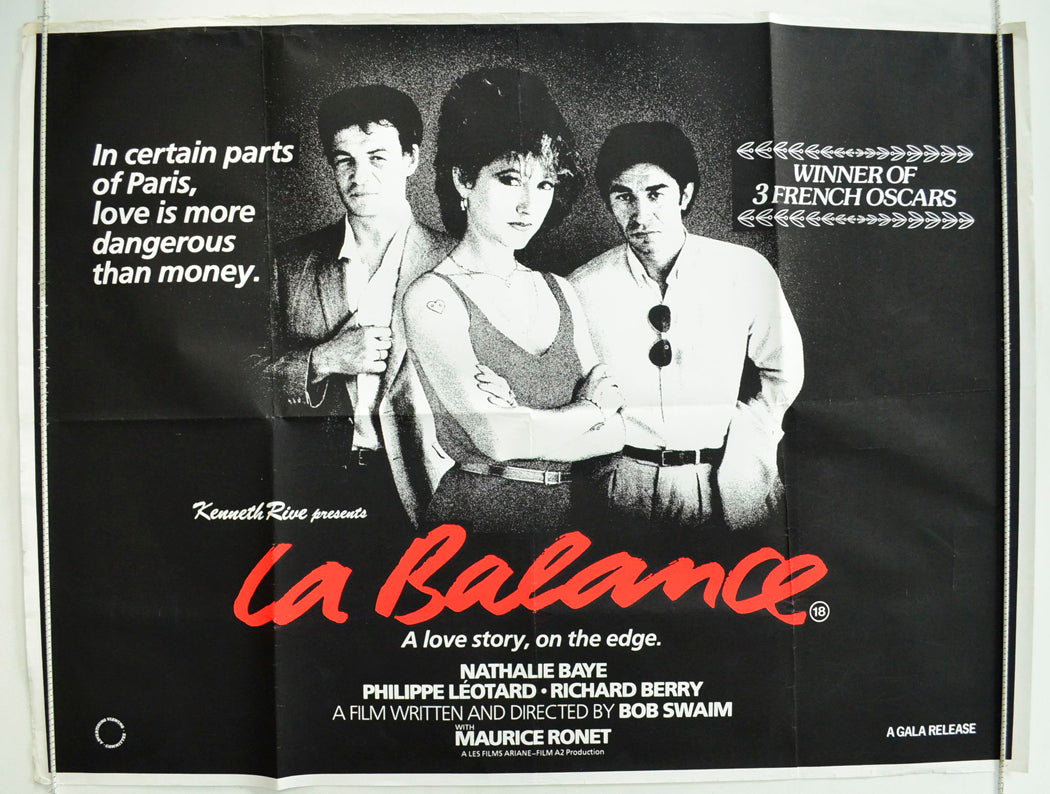 In certain parts
of Paris,
love is more
dangerous
than money.
WINNER OF
3 FRENCH OSCARS
Kenneth Rive presents
La Balance
18
A love story, on the edge.
NATHALIE BAYE
PHILIPPE LÉOTARD • RICHARD BERRY
A FILM WRITTEN AND DIRECTED BY BOB SWAIM
WITH
MAURICE RONET
A LES FILMS ARIANE–FILM A2 Production
A GALA RELEASE